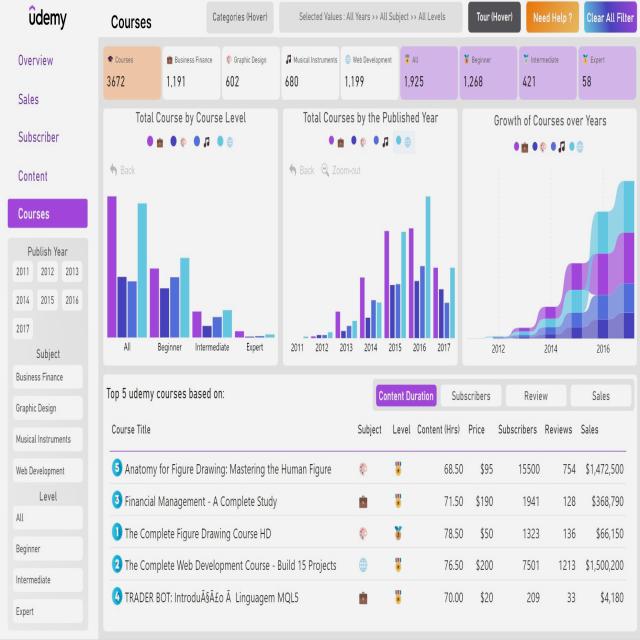 ûdemy
Courses
Categories (Hover)
Selected Values : All Years >> All Subject >> All Levels
Tour (Hover)
Need Help ?
Clear All Filter
Overview
Sales
Subscriber
Content
Courses
Courses
3672
Business Finance
1,191
Graphic Design
602
Musical Instruments
680
Web Development
1,199
All
1,925
Beginner
1,268
Intermediate
421
Expert
58
Total Course by Course Level
Back
All Beginner Intermediate Expert
Total Courses by the Published Year
Back Zoom-out
2011 2012 2013 2014 2015 2016 2017
Growth of Courses over Years
2012 2014 2016
Publish Year
2011 2012 2013
2014 2015 2016
2017
Subject
Business Finance
Graphic Design
Musical Instruments
Web Development
Level
All
Beginner
Intermediate
Expert
Top 5 udemy courses based on:
Content Duration Subscribers Review Sales
Course Title Subject Level Content (Hrs) Price Subscribers Reviews Sales
5 Anatomy for Figure Drawing: Mastering the Human Figure 68.50 $95 15500 754 $1,472,500
3 Financial Management - A Complete Study 71.50 $190 1941 128 $368,790
1 The Complete Figure Drawing Course HD 78.50 $50 1323 136 $66,150
2 The Complete Web Development Course - Build 15 Projects 76.50 $200 7501 1213 $1,500,200
4 TRADER BOT: IntroduÃ§Ã£o Ã Linguagem MQL5 70.00 $20 209 33 $4,180